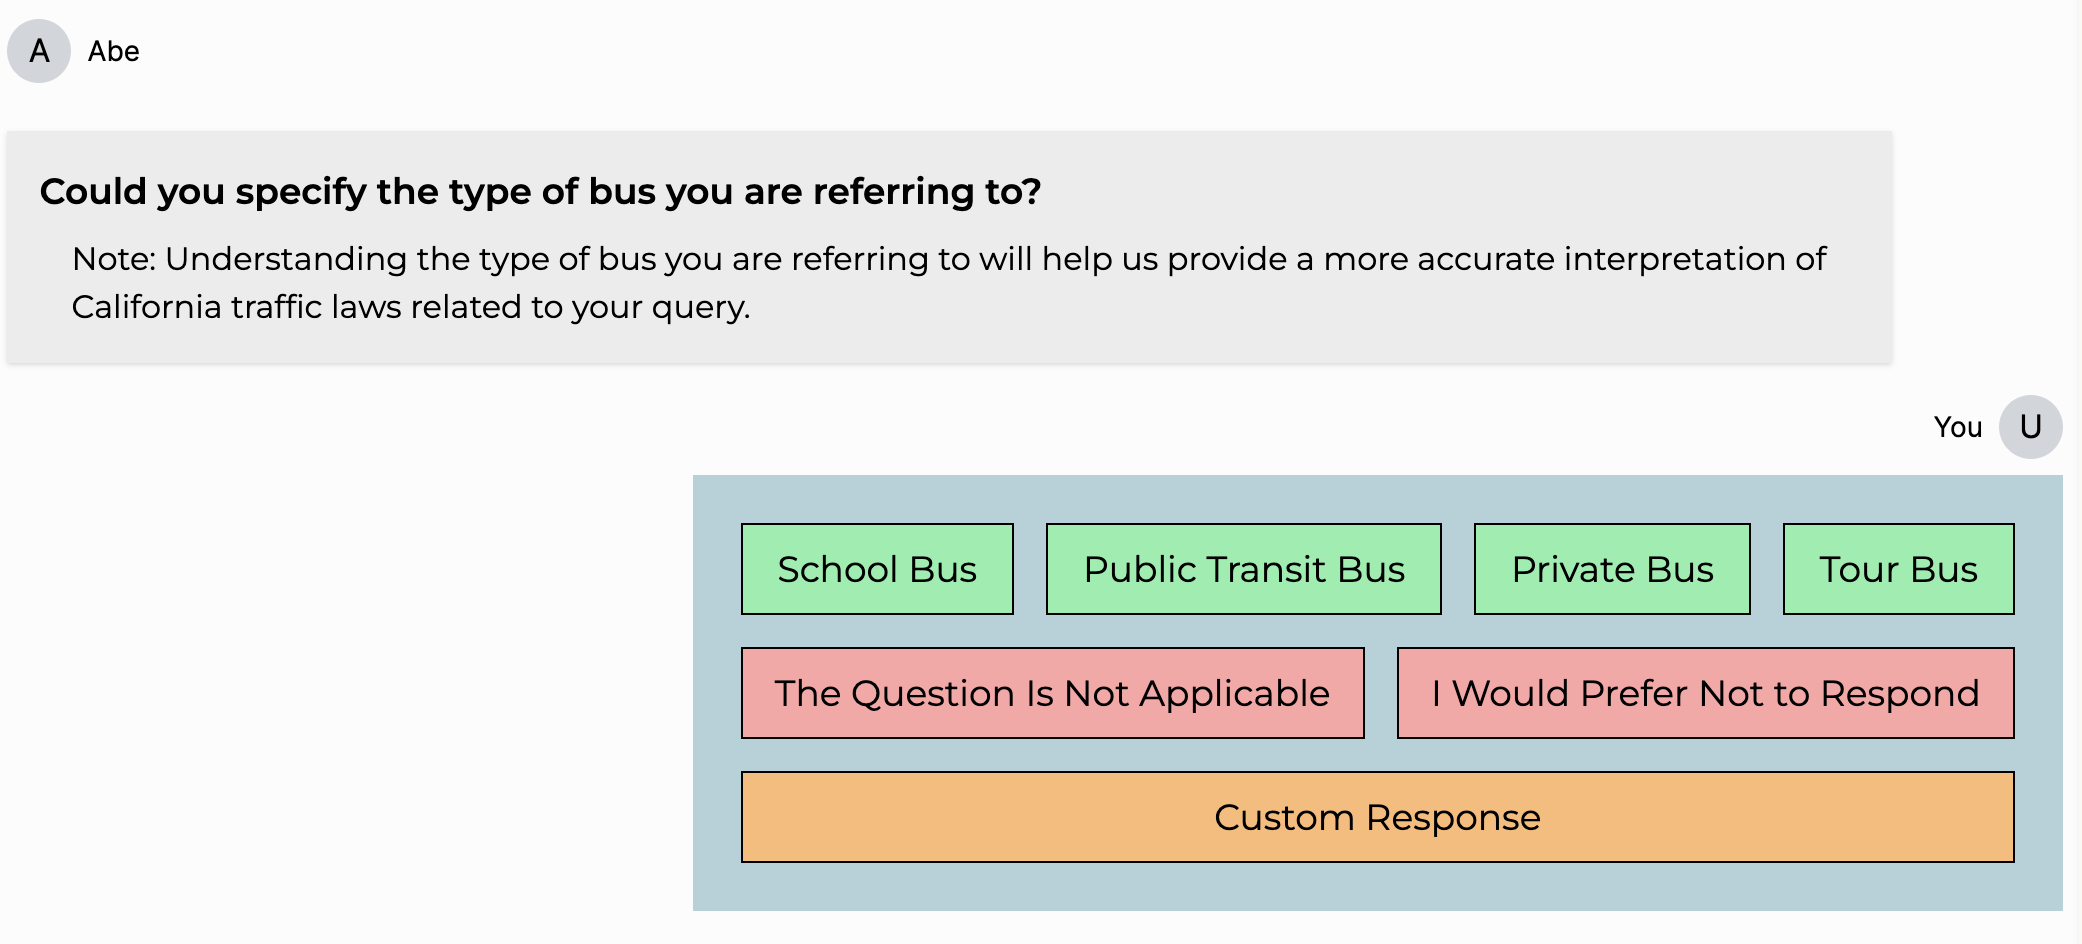 A Abe
Could you specify the type of bus you are referring to?
Note: Understanding the type of bus you are referring to will help us provide a more accurate interpretation of
California traffic laws related to your query.
You U
School Bus Public Transit Bus Private Bus Tour Bus
The Question Is Not Applicable I Would Prefer Not to Respond
Custom Response